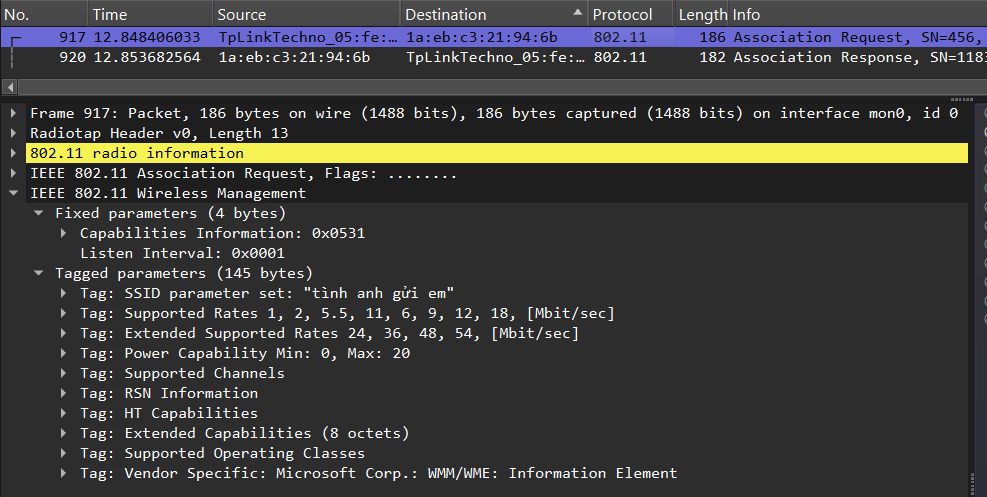 No. Time Source Destination Protocol Length Info
917 12.848406033 TpLinkTechno_05:fe:… 1a:eb:c3:21:94:6b 802.11 186 Association Request, SN=456,
920 12.853682564 1a:eb:c3:21:94:6b TpLinkTechno_05:fe:… 802.11 182 Association Response, SN=1183
Frame 917: Packet, 186 bytes on wire (1488 bits), 186 bytes captured (1488 bits) on interface mon0, id 0
Radiotap Header v0, Length 13
802.11 radio information
IEEE 802.11 Association Request, Flags: ........
IEEE 802.11 Wireless Management
Fixed parameters (4 bytes)
Capabilities Information: 0x0531
Listen Interval: 0x0001
Tagged parameters (145 bytes)
Tag: SSID parameter set: "tình anh gửi em"
Tag: Supported Rates 1, 2, 5.5, 11, 6, 9, 12, 18, [Mbit/sec]
Tag: Extended Supported Rates 24, 36, 48, 54, [Mbit/sec]
Tag: Power Capability Min: 0, Max: 20
Tag: Supported Channels
Tag: RSN Information
Tag: HT Capabilities
Tag: Extended Capabilities (8 octets)
Tag: Supported Operating Classes
Tag: Vendor Specific: Microsoft Corp.: WMM/WME: Information Element